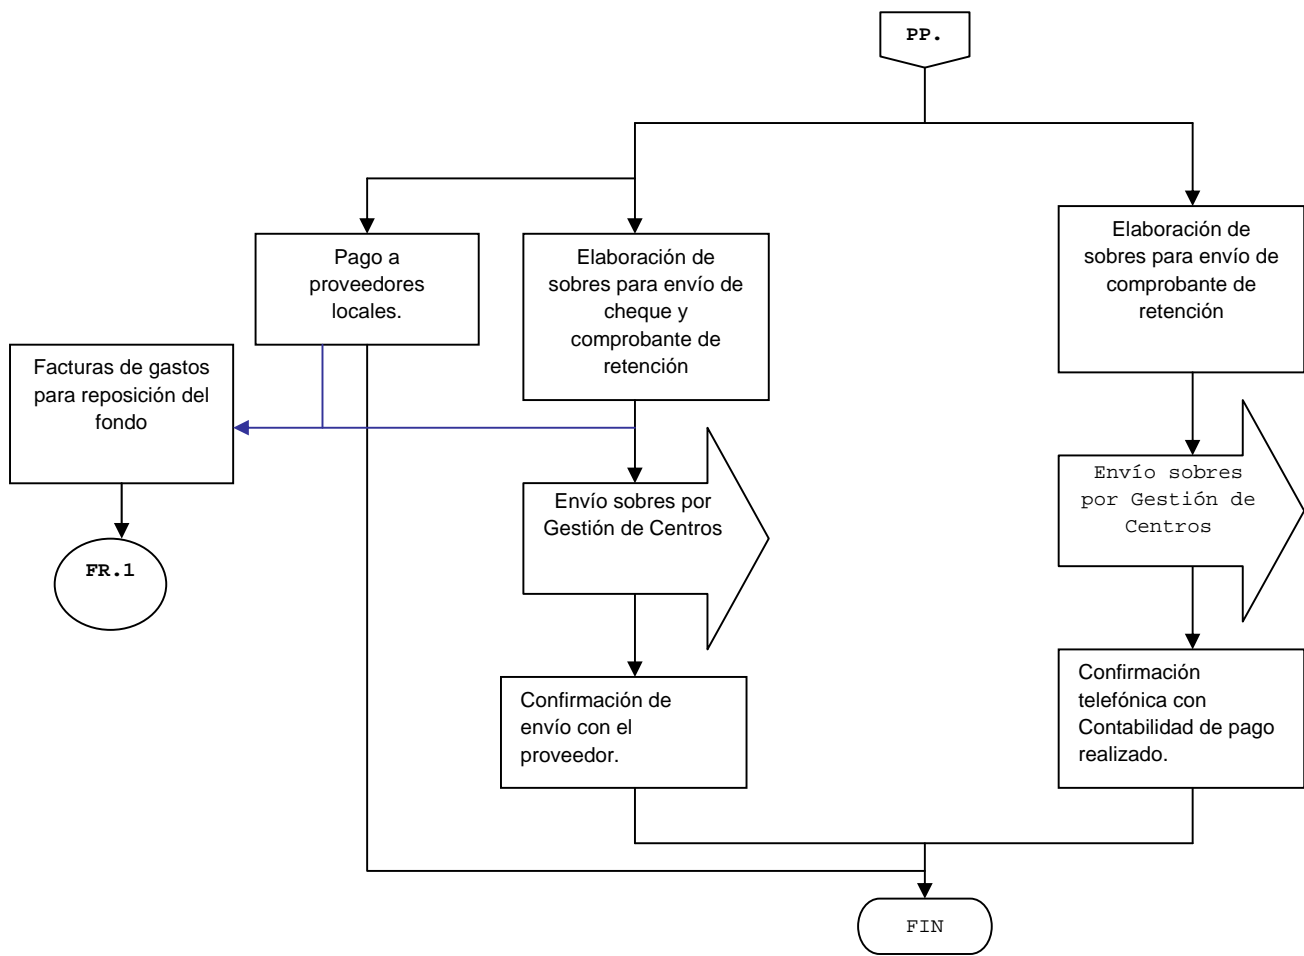 PP.
Pago a
proveedores
locales.
Elaboración de
sobres para envío de
cheque y
comprobante de
retención
Elaboración de
sobres para envío de
comprobante de
retención
Facturas de gastos
para reposición del
fondo
FR.1
Envío sobres por
Gestión de Centros
Envío sobres
por Gestión de
Centros
Confirmación de
envío con el
proveedor.
Confirmación
telefónica con
Contabilidad de pago
realizado.
FIN